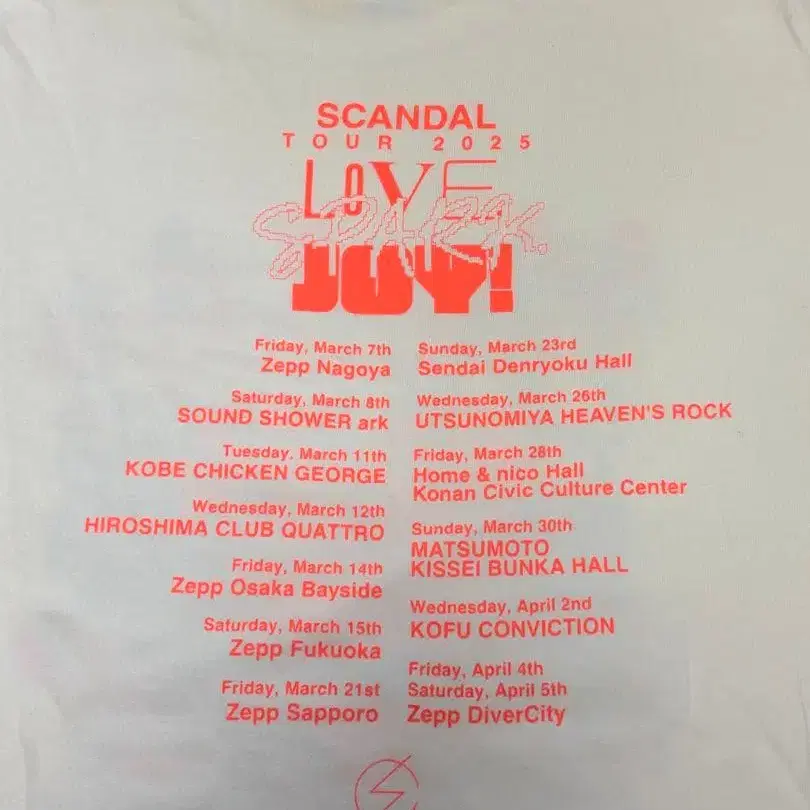 SCANDAL
TOUR 2025
LOVE
SPARK,
JOY!
Friday, March 7th
Zepp Nagoya
Saturday, March 8th
SOUND SHOWER ark
Tuesday, March 11th
KOBE CHICKEN GEORGE
Wednesday, March 12th
HIROSHIMA CLUB QUATTRO
Friday, March 14th
Zepp Osaka Bayside
Saturday, March 15th
Zepp Fukuoka
Friday, March 21st
Zepp Sapporo
Sunday, March 23rd
Sendai Denryoku Hall
Wednesday, March 26th
UTSUNOMIYA HEAVEN'S ROCK
Friday, March 28th
Home & nico Hall
Konan Civic Culture Center
Sunday, March 30th
MATSUMOTO
KISSEI BUNKA HALL
Wednesday, April 2nd
KOFU CONVICTION
Friday, April 4th
Saturday, April 5th
Zepp DiverCity